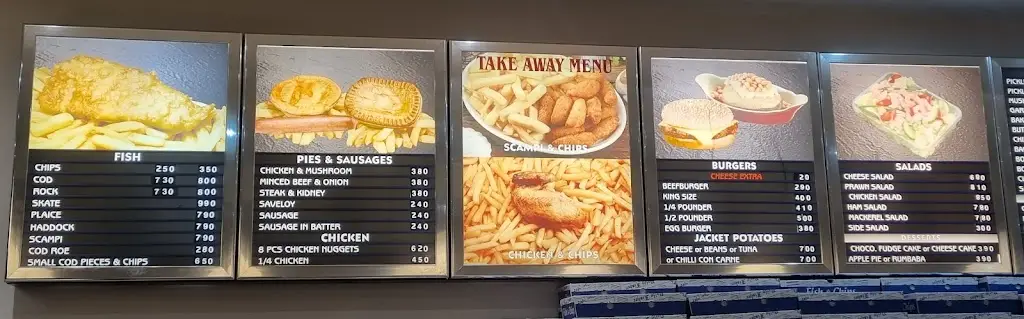 FISH
CHIPS 250 350
COD 730 800
ROCK 730 800
SKATE 990
PLAICE 790
HADDOCK 790
SCAMPI 790
COD ROE 280
SMALL COD PIECES & CHIPS 650
PIES & SAUSAGES
CHICKEN & MUSHROOM 380
MINCED BEEF & ONION 380
STEAK & KIDNEY 380
SAVELOY 240
SAUSAGE 240
SAUSAGE IN BATTER 240
CHICKEN
8 PCS CHICKEN NUGGETS 620
1/4 CHICKEN 450
TAKE AWAY MENU
SCAMPI & CHIPS
CHICKEN & CHIPS
BURGERS
CHEESE EXTRA 20
BEEFBURGER 290
KING SIZE 400
1/4 POUNDER 410
1/2 POUNDER 500
EGG BURGER 380
JACKET POTATOES
CHEESE or BEANS or TUNA 700
or CHILLI CON CARNE 700
SALADS
CHEESE SALAD
PRAWN SALAD 810
CHICKEN SALAD 850
HAM SALAD 780
MACKEREL SALAD 780
SIDE SALAD 380
DESSERTS
CHOCO. FUDGE CAKE or CHEESE CAKE 390
APPLE PIE or RUMBABA 390
Fish & Chips